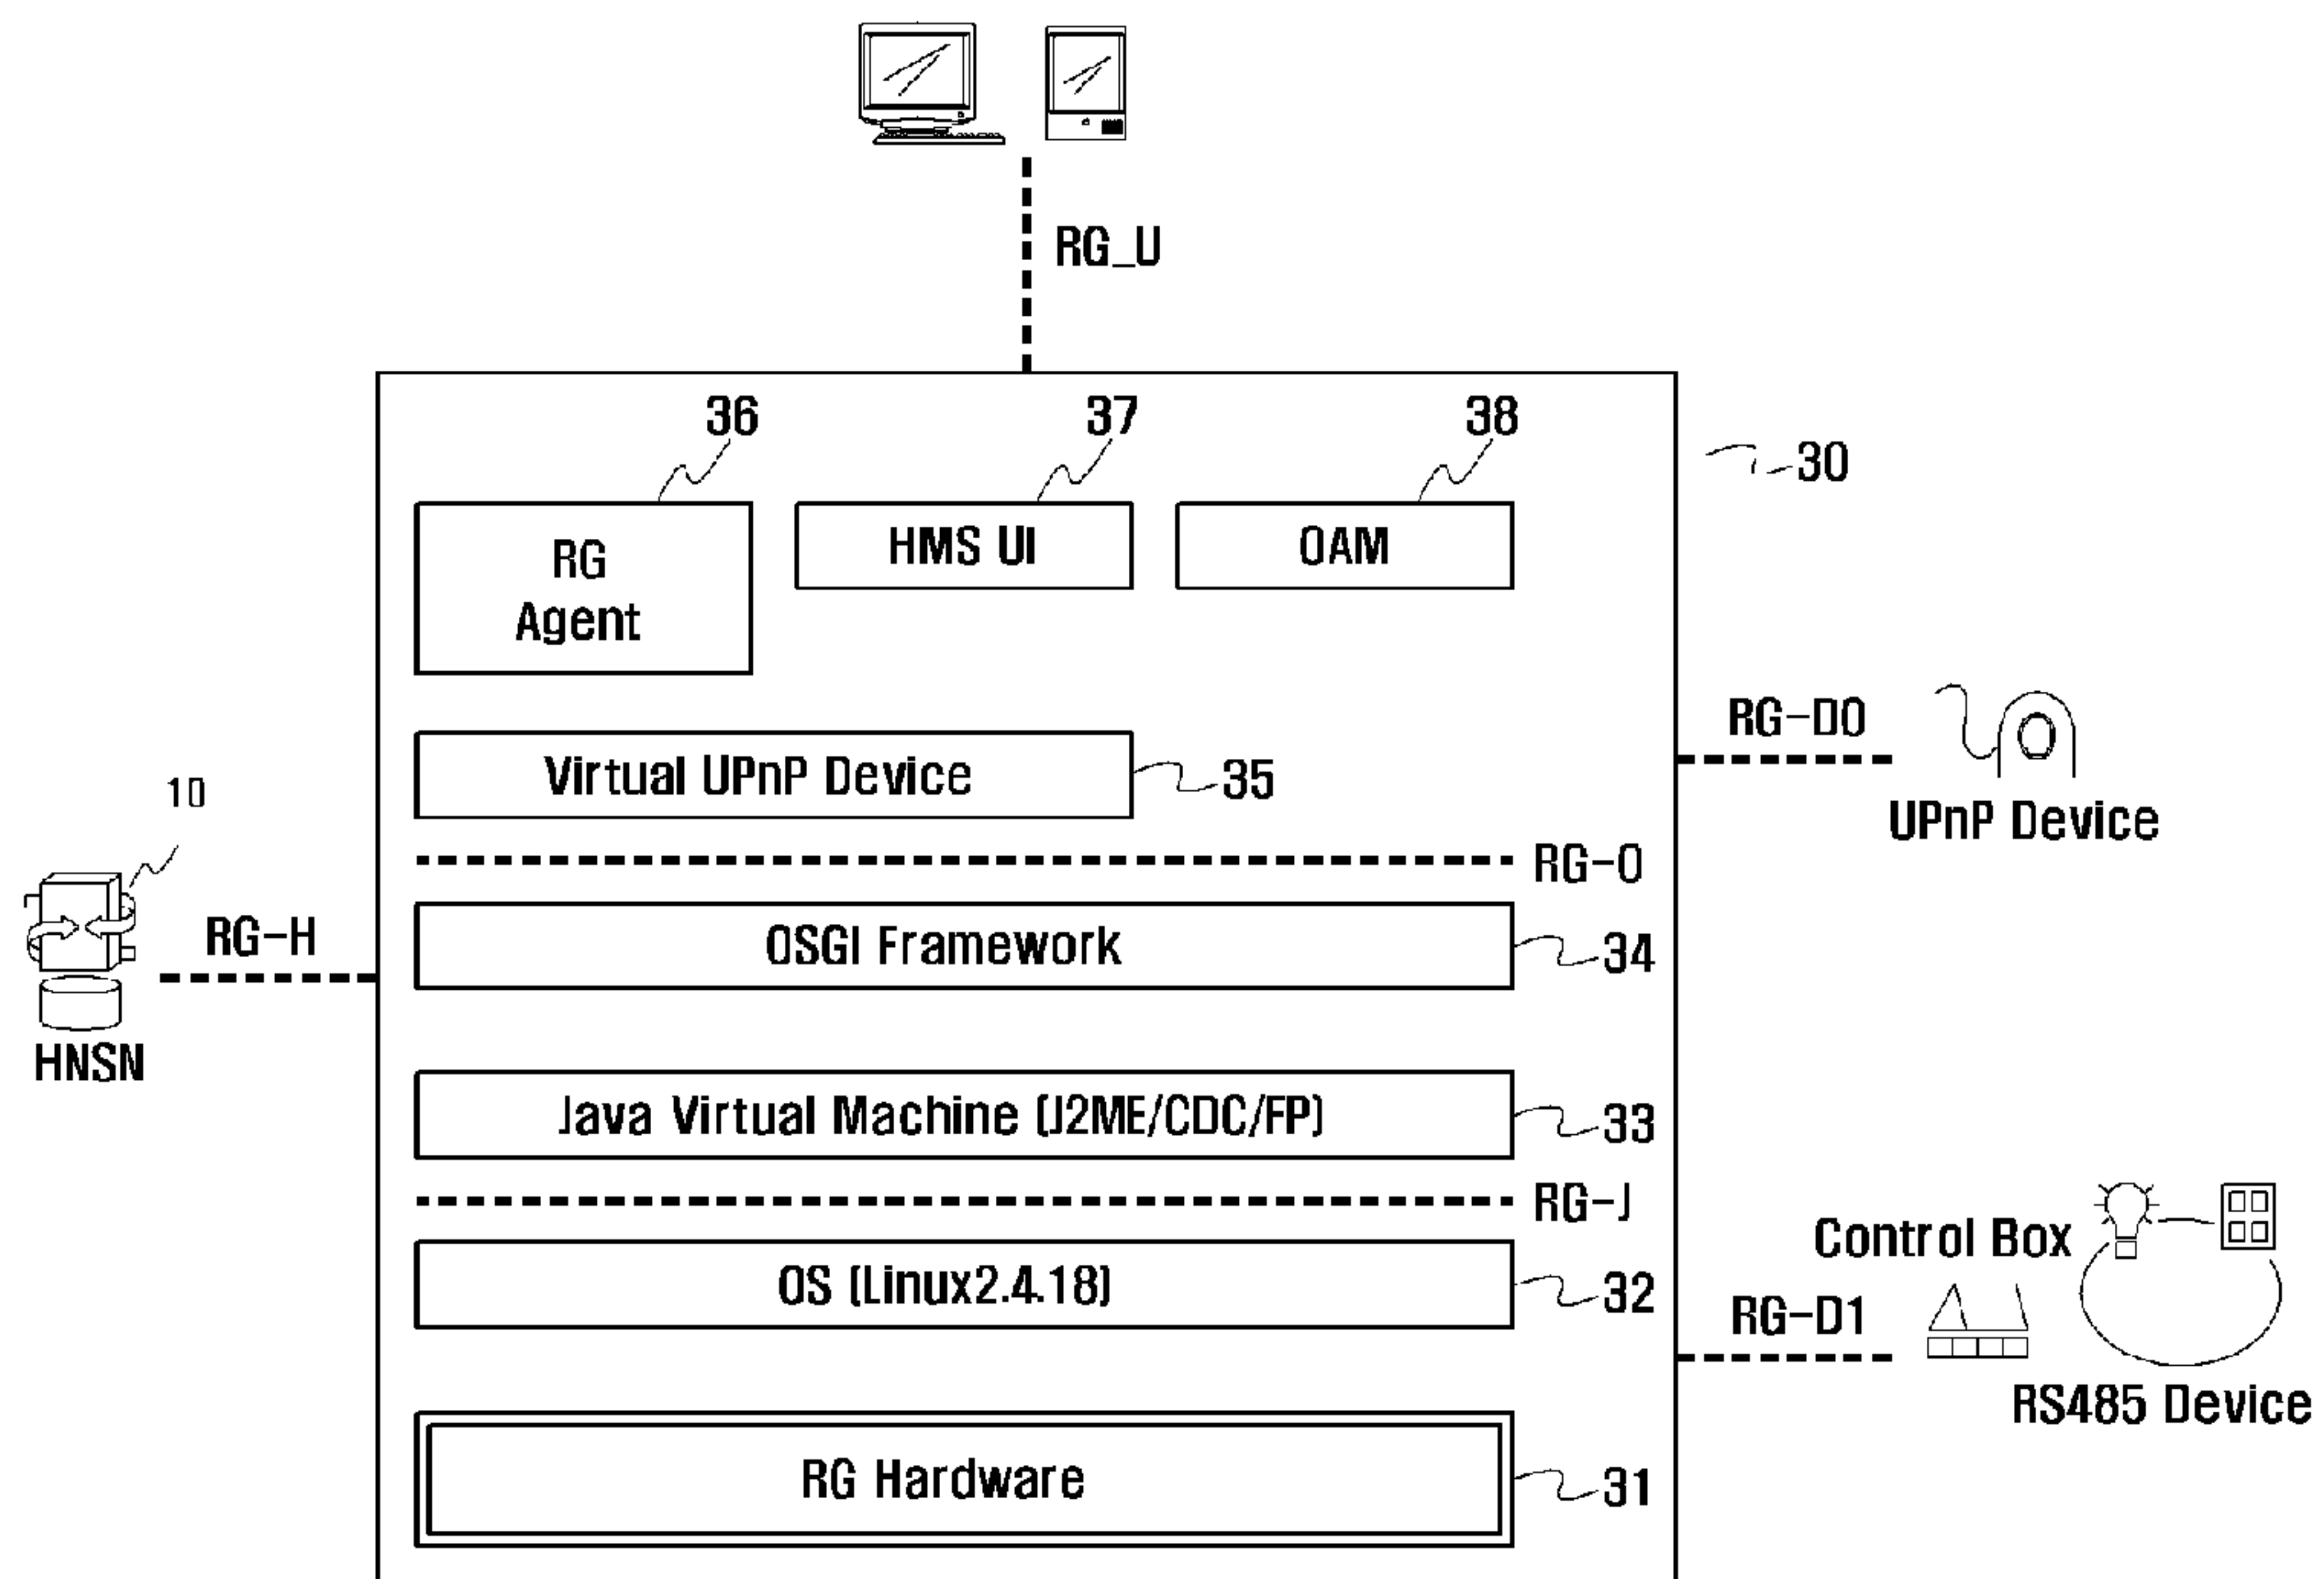 RG_U
36
37
38
30
RG
Agent
HMS UI
OAM
RG-D0
UPnP Device
Virtual UPnP Device
35
10
RG-O
RG-H
HNSN
OSGI Framework
34
Java Virtual Machine (J2ME/CDC/FP)
33
RG-J
Control Box
OS (Linux2.4.18)
32
RG-D1
RS485 Device
RG Hardware
31